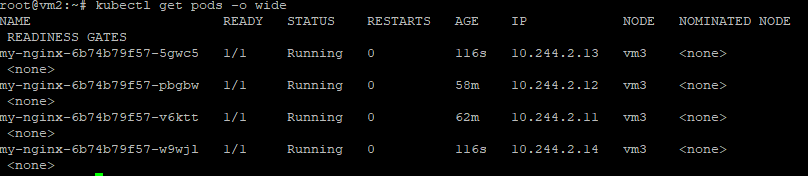 root@vm2:~# kubectl get pods -o wide
NAME READY STATUS RESTARTS AGE IP NODE NOMINATED NODE
READINESS GATES
my-nginx-6b74b79f57-5gwc5 1/1 Running 0 116s 10.244.2.13 vm3 <none>
<none>
my-nginx-6b74b79f57-pbgbw 1/1 Running 0 58m 10.244.2.12 vm3 <none>
<none>
my-nginx-6b74b79f57-v6ktt 1/1 Running 0 62m 10.244.2.11 vm3 <none>
<none>
my-nginx-6b74b79f57-w9wjl 1/1 Running 0 116s 10.244.2.14 vm3 <none>
<none>